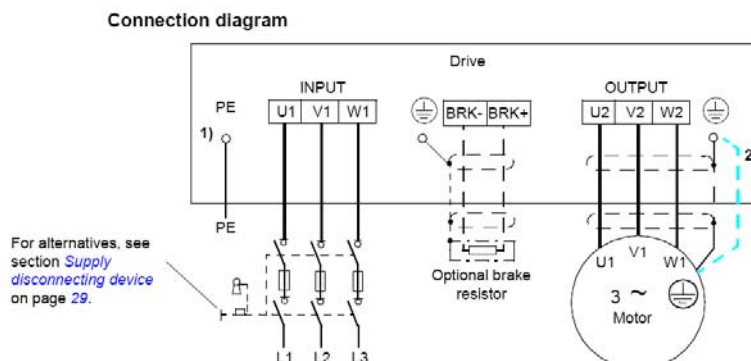 Connection diagram
Drive
INPUT
OUTPUT
PE
U1 V1 W1
BRK- BRK+
U2 V2 W2
1)
2
PE
For alternatives, see
section Supply
disconnecting device
on page 29.
Optional brake
resistor
U1 V1 W1
3 ~
Motor
L1 L2 L3